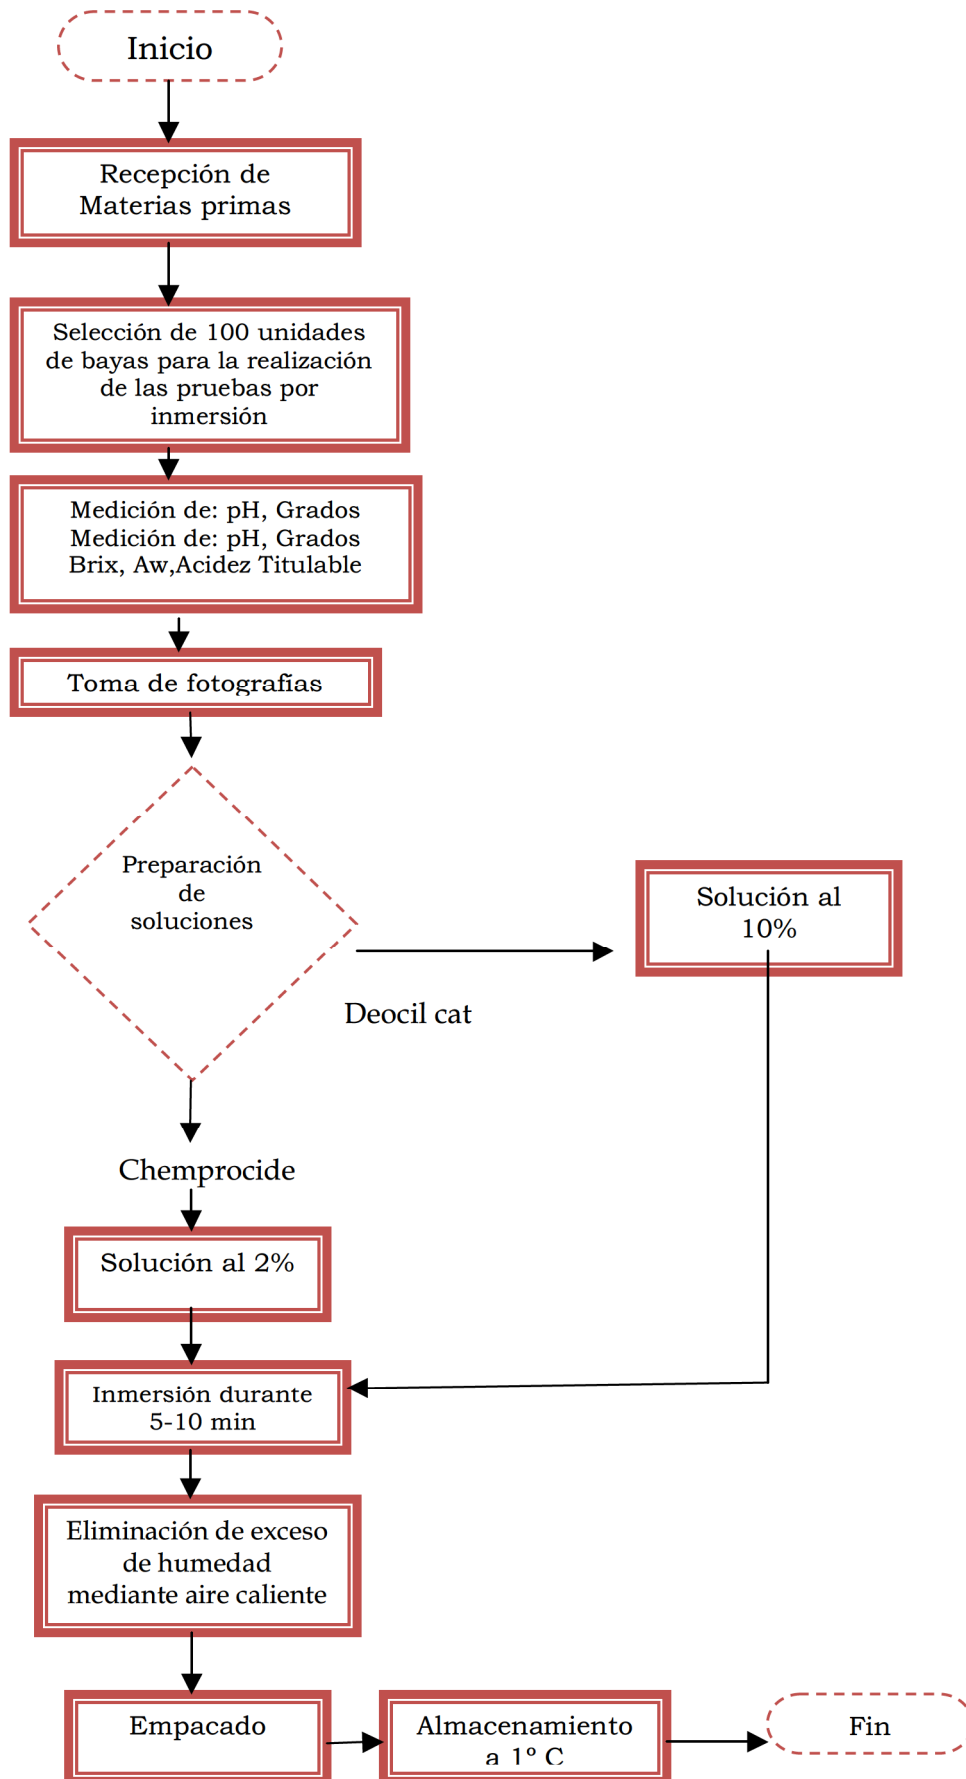 Inicio
Recepción de
Materias primas
Selección de 100 unidades
de bayas para la realización
de las pruebas por
inmersión
Medición de: pH, Grados
Medición de: pH, Grados
Brix, Aw,Acidez Titulable
Toma de fotografías
Preparación
de
soluciones
Solución al
10%
Deocil cat
Chemprocide
Solución al 2%
Inmersión durante
5-10 min
Eliminación de exceso
de humedad
mediante aire caliente
Empacado
Almacenamiento
a 1º C
Fin